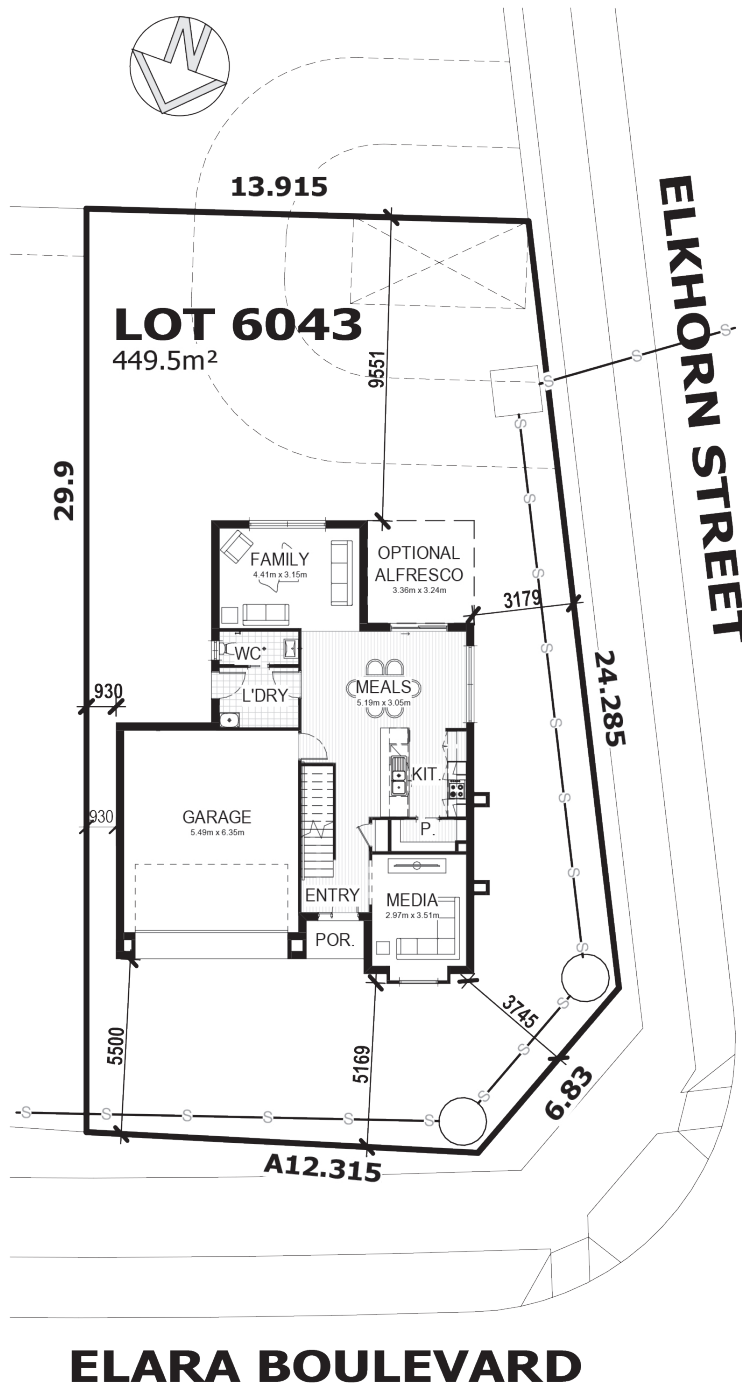 N
13.915
LOT 6043
449.5m²
9551
29.9
ELKHORN STREET
S
S
S
S
S
S
S
S
S
S
S
FAMILY
4.41m x 3.15m
OPTIONAL
ALFRESCO
3.36m x 3.24m
3179
WC
L'DRY
MEALS
5.19m x 3.05m
24.285
930
KIT.
GARAGE
5.49m x 6.35m
930
P.
ENTRY
MEDIA
2.97m x 3.51m
POR.
3745
5500
5169
6.83
S
S
S
S
S
S
S
S
S
A12.315
ELARA BOULEVARD